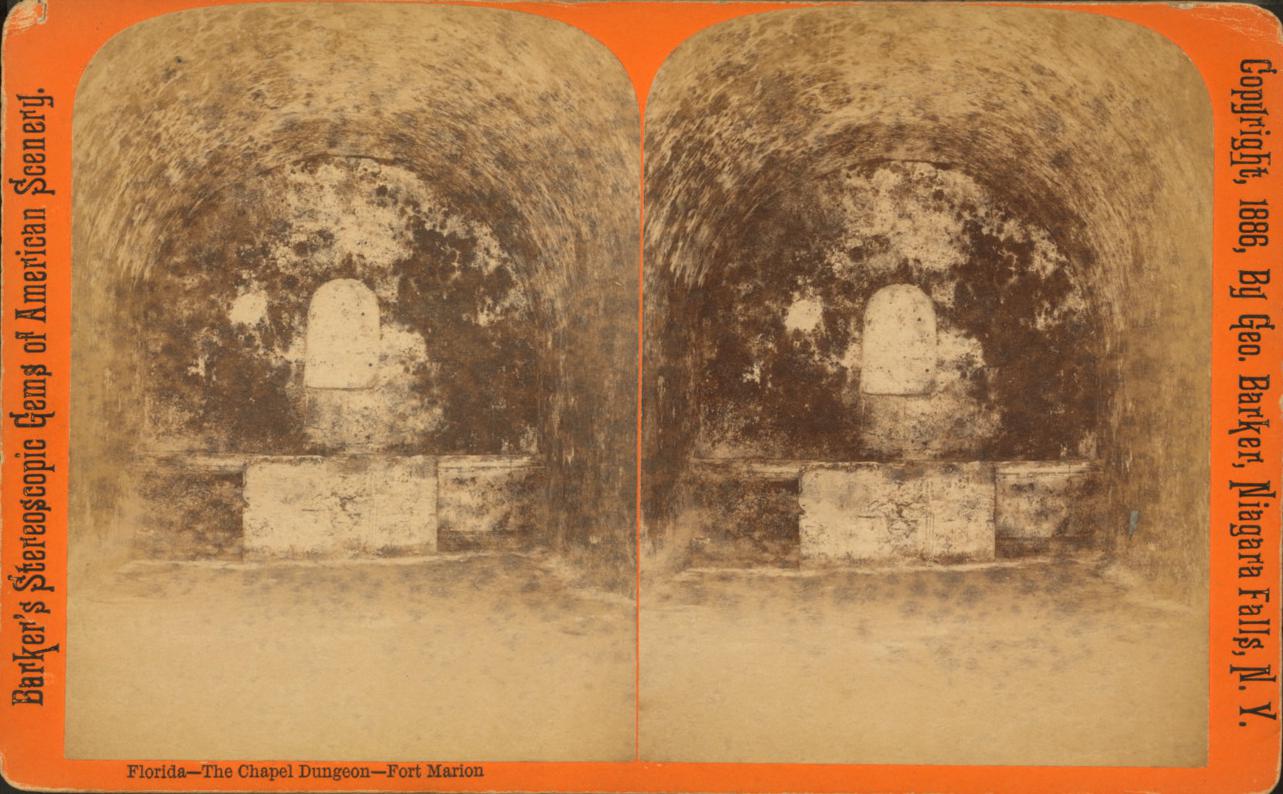 Barker's Stereoscopic Gems of American Scenery.
Copyright, 1886, By Geo. Barker, Niagara Falls, N. Y.
Florida—The Chapel Dungeon—Fort Marion